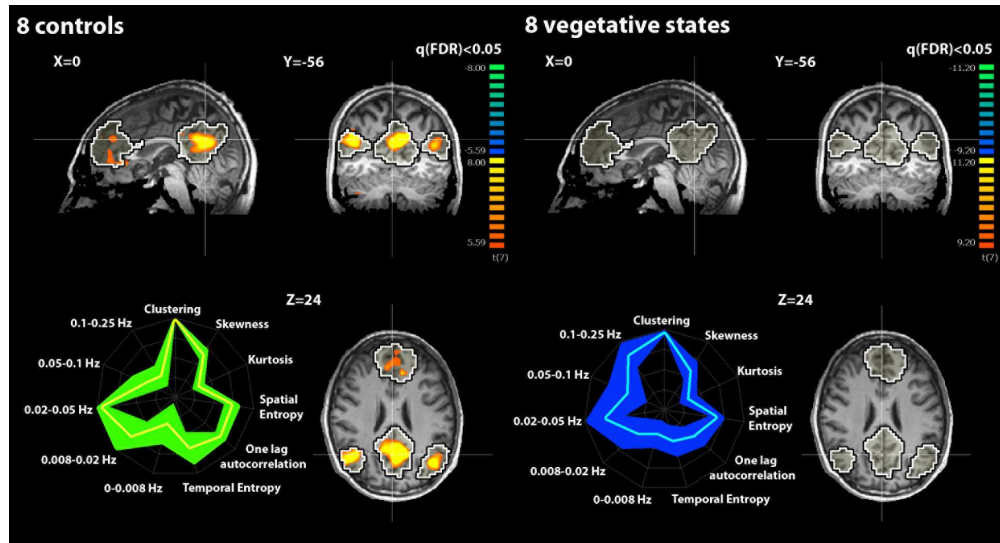 8 controls
8 vegetative states
X=0
Y=-56
q(FDR)<0.05
-8.00
-5.59
8.00
5.59
t(7)
X=0
Y=-56
q(FDR)<0.05
-11.20
-9.20
11.20
9.20
t(7)
Z=24
Clustering
Skewness
Kurtosis
Spatial
Entropy
One lag
autocorrelation
Temporal Entropy
0-0.008 Hz
0.008-0.02 Hz
0.02-0.05 Hz
0.05-0.1 Hz
0.1-0.25 Hz
Z=24
Clustering
Skewness
Kurtosis
Spatial
Entropy
One lag
autocorrelation
Temporal Entropy
0-0.008 Hz
0.008-0.02 Hz
0.02-0.05 Hz
0.05-0.1 Hz
0.1-0.25 Hz